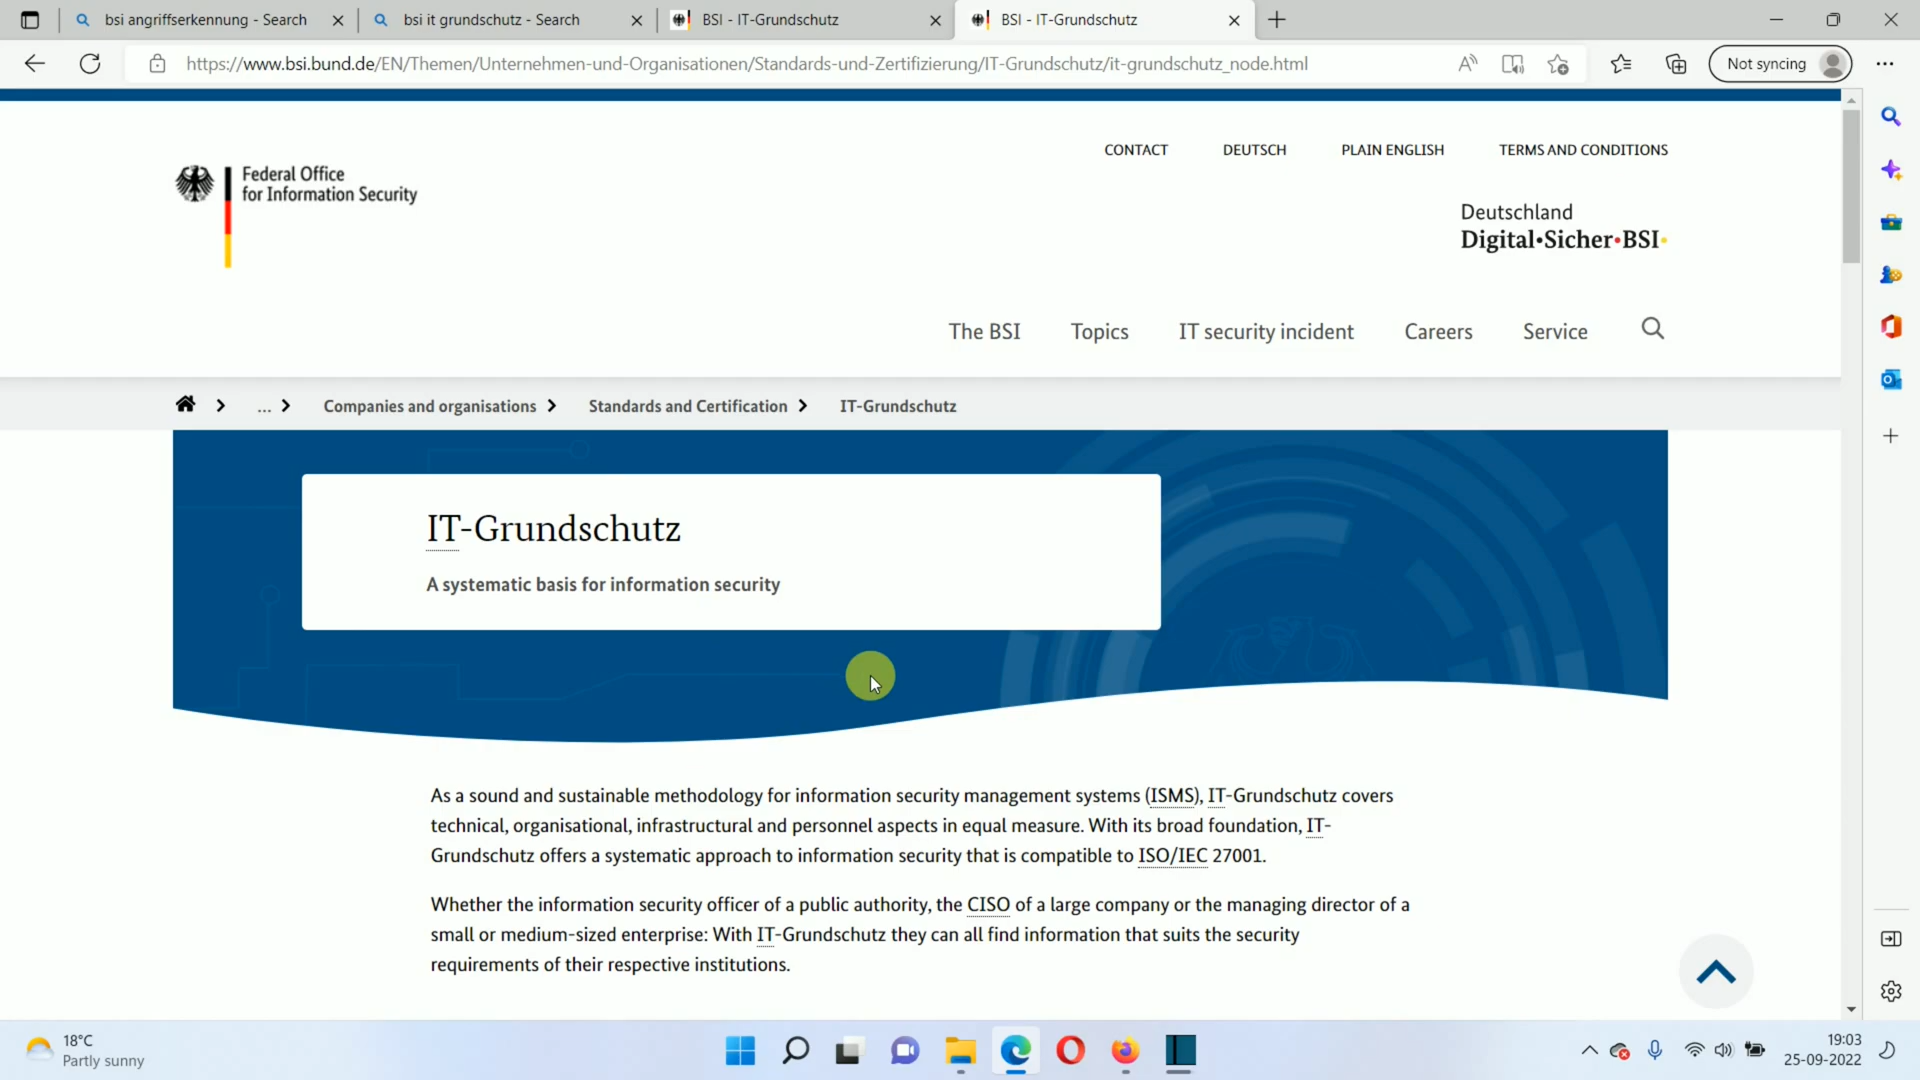 bsi angriffserkennung - Search
bsi it grundschutz - Search
BSI - IT-Grundschutz
BSI - IT-Grundschutz
https://www.bsi.bund.de/EN/Themen/Unternehmen-und-Organisationen/Standards-und-Zertifizierung/IT-Grundschutz/it-grundschutz_node.html
Not syncing
CONTACT
DEUTSCH
PLAIN ENGLISH
TERMS AND CONDITIONS
Federal Office
for Information Security
Deutschland
Digital•Sicher•BSI•
The BSI
Topics
IT security incident
Careers
Service
...
Companies and organisations
Standards and Certification
IT-Grundschutz
IT-Grundschutz
A systematic basis for information security
As a sound and sustainable methodology for information security management systems (ISMS), IT-Grundschutz covers
technical, organisational, infrastructural and personnel aspects in equal measure. With its broad foundation, IT-
Grundschutz offers a systematic approach to information security that is compatible to ISO/IEC 27001.
Whether the information security officer of a public authority, the CISO of a large company or the managing director of a
small or medium-sized enterprise: With IT-Grundschutz they can all find information that suits the security
requirements of their respective institutions.
18°C
Partly sunny
19:03
25-09-2022